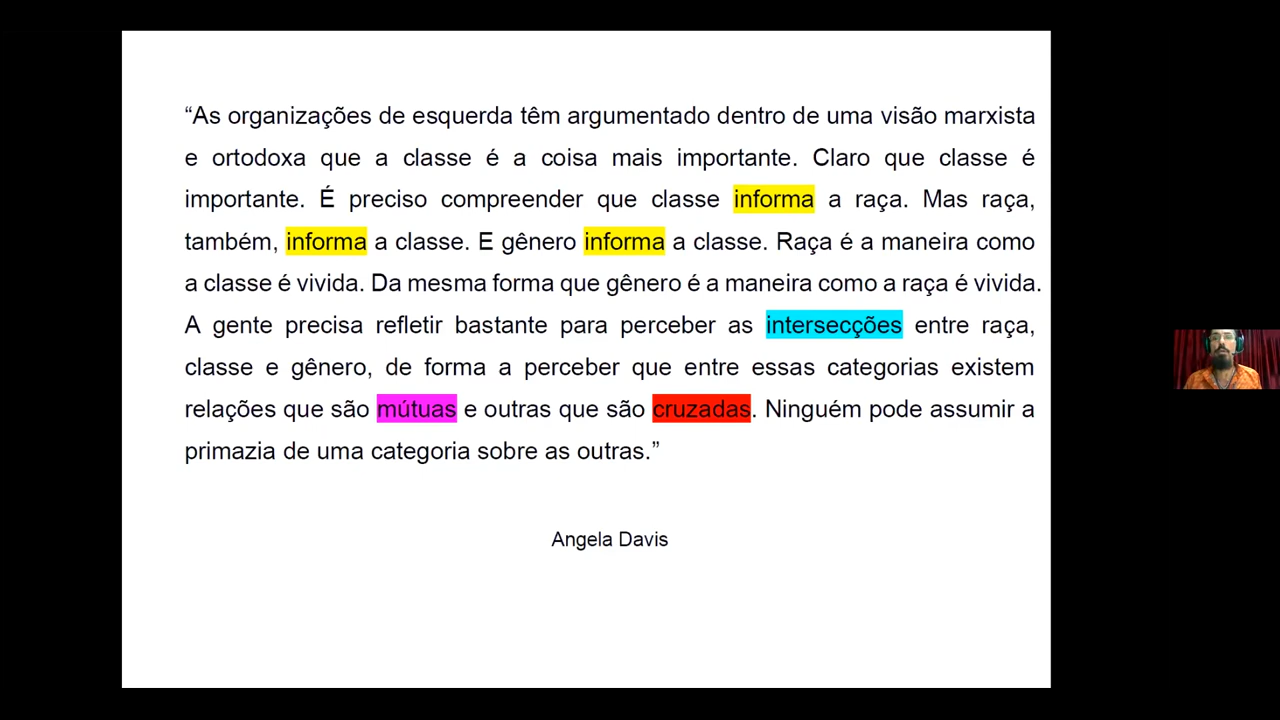 “As organizações de esquerda têm argumentado dentro de uma visão marxista
e ortodoxa que a classe é a coisa mais importante. Claro que classe é
importante. É preciso compreender que classe informa a raça. Mas raça,
também, informa a classe. E gênero informa a classe. Raça é a maneira como
a classe é vivida. Da mesma forma que gênero é a maneira como a raça é vivida.
A gente precisa refletir bastante para perceber as intersecções entre raça,
classe e gênero, de forma a perceber que entre essas categorias existem
relações que são mútuas e outras que são cruzadas. Ninguém pode assumir a
primazia de uma categoria sobre as outras.”
Angela Davis